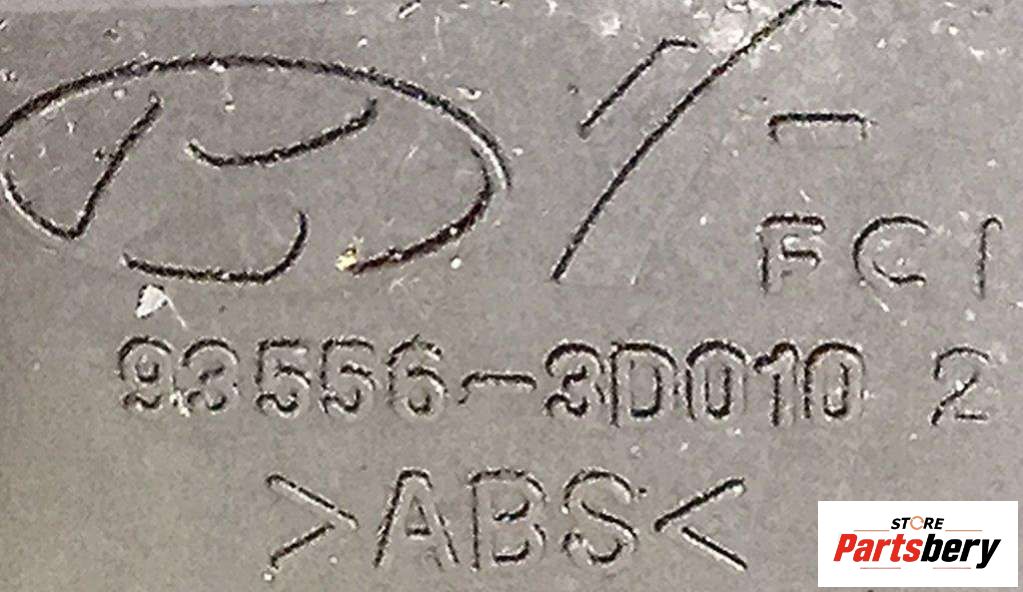 FCI
93556-3D010 2
>ABS<
STORE
Partsbery